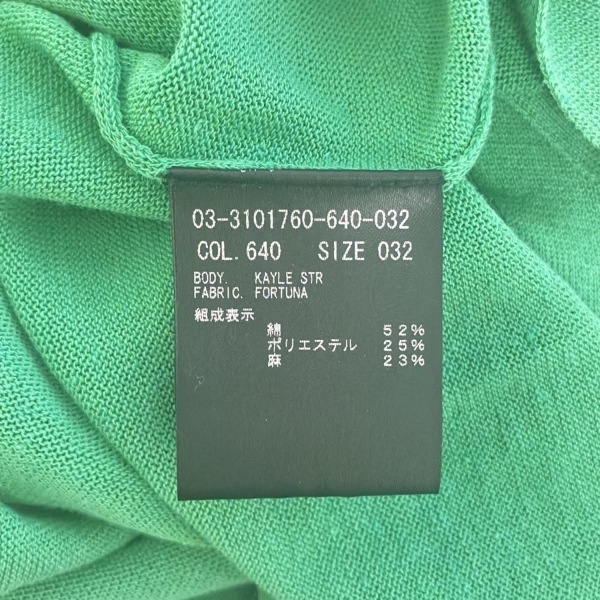 03-3101760-640-032
COL. 640 SIZE 032
BODY. KAYLE STR
FABRIC. FORTUNA
組成表示
綿 52%
ポリエステル 25%
麻 23%